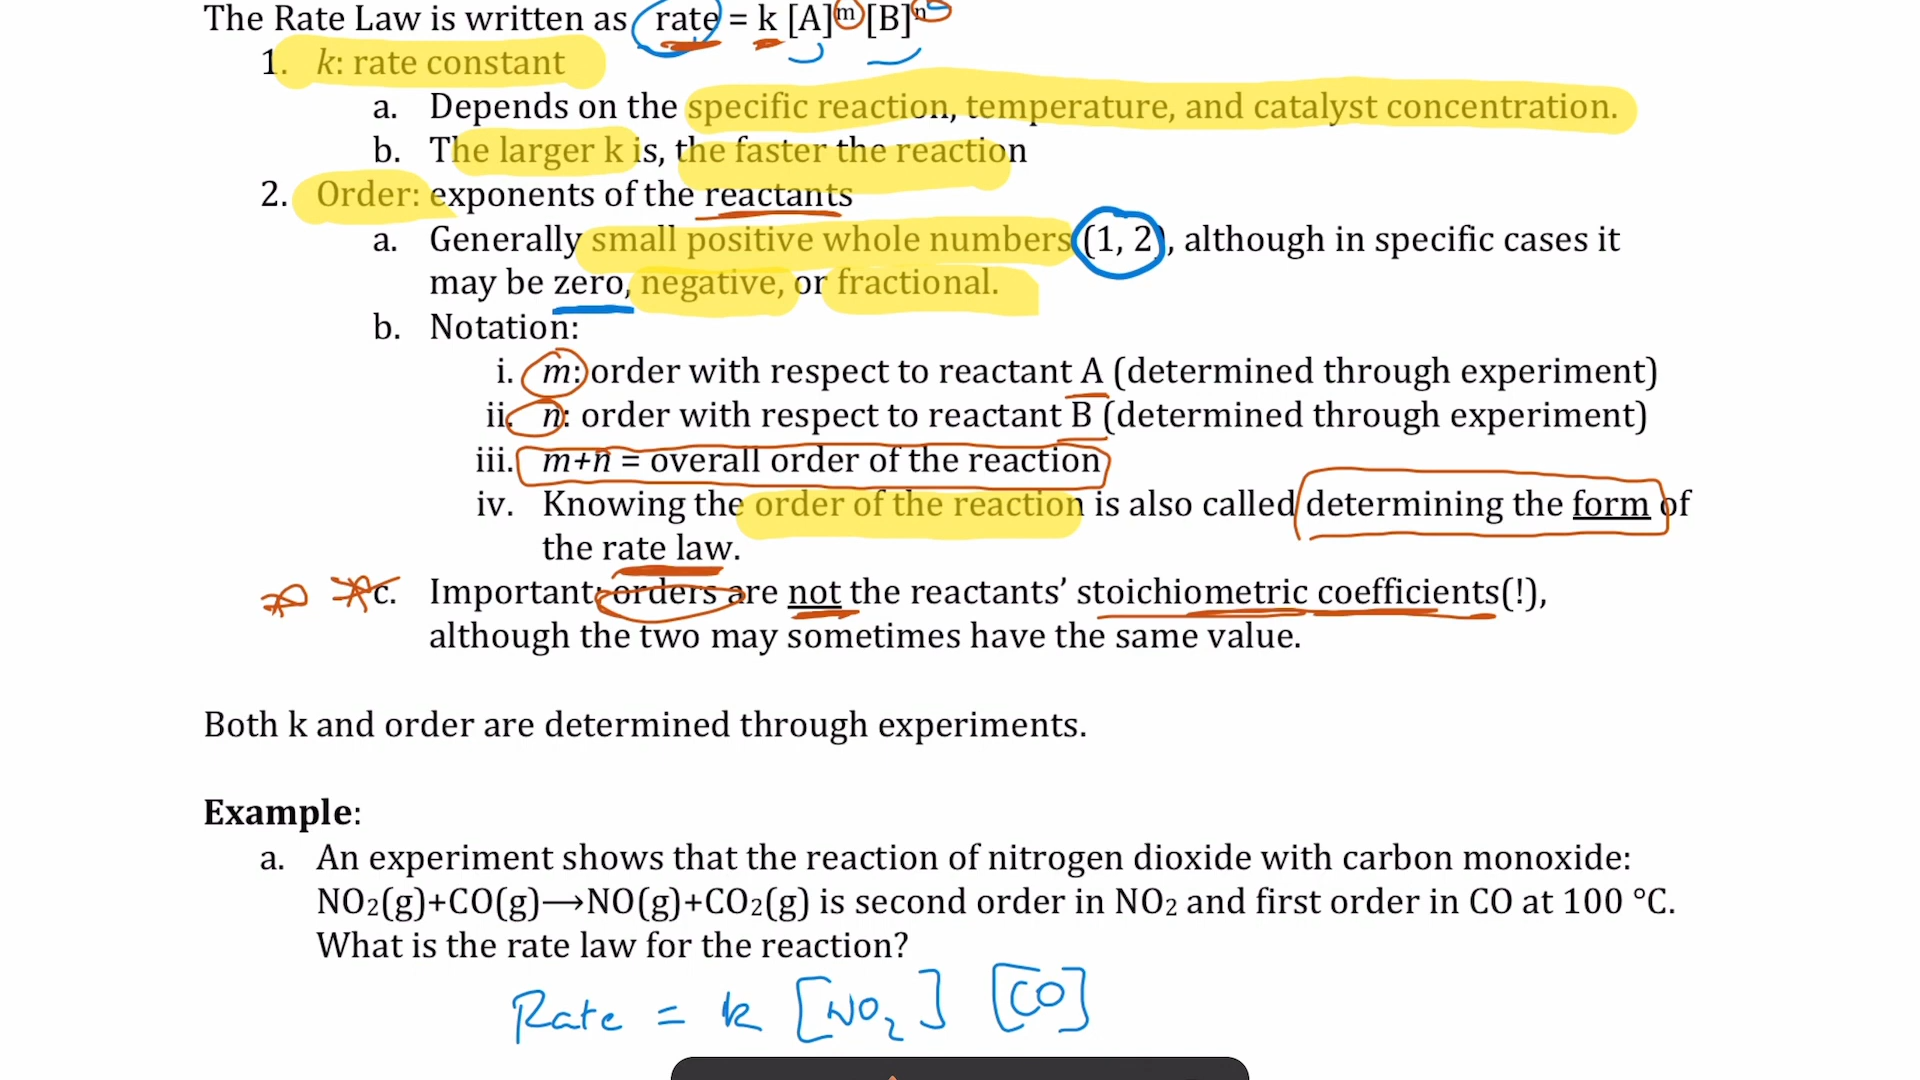 The Rate Law is written as rate = k [A]ᵐ [B]ⁿ
1. k: rate constant
a. Depends on the specific reaction, temperature, and catalyst concentration.
b. The larger k is, the faster the reaction
2. Order: exponents of the reactants
a. Generally small positive whole numbers (1, 2), although in specific cases it
may be zero, negative, or fractional.
b. Notation:
i. m: order with respect to reactant A (determined through experiment)
ii. n: order with respect to reactant B (determined through experiment)
iii. m+n = overall order of the reaction
iv. Knowing the order of the reaction is also called determining the form of
the rate law.
c. Important: orders are not the reactants’ stoichiometric coefficients(!),
although the two may sometimes have the same value.
Both k and order are determined through experiments.
Example:
a. An experiment shows that the reaction of nitrogen dioxide with carbon monoxide:
NO₂(g)+CO(g)⟶NO(g)+CO₂(g) is second order in NO₂ and first order in CO at 100 °C.
What is the rate law for the reaction?
Rate = k [NO₂] [CO]